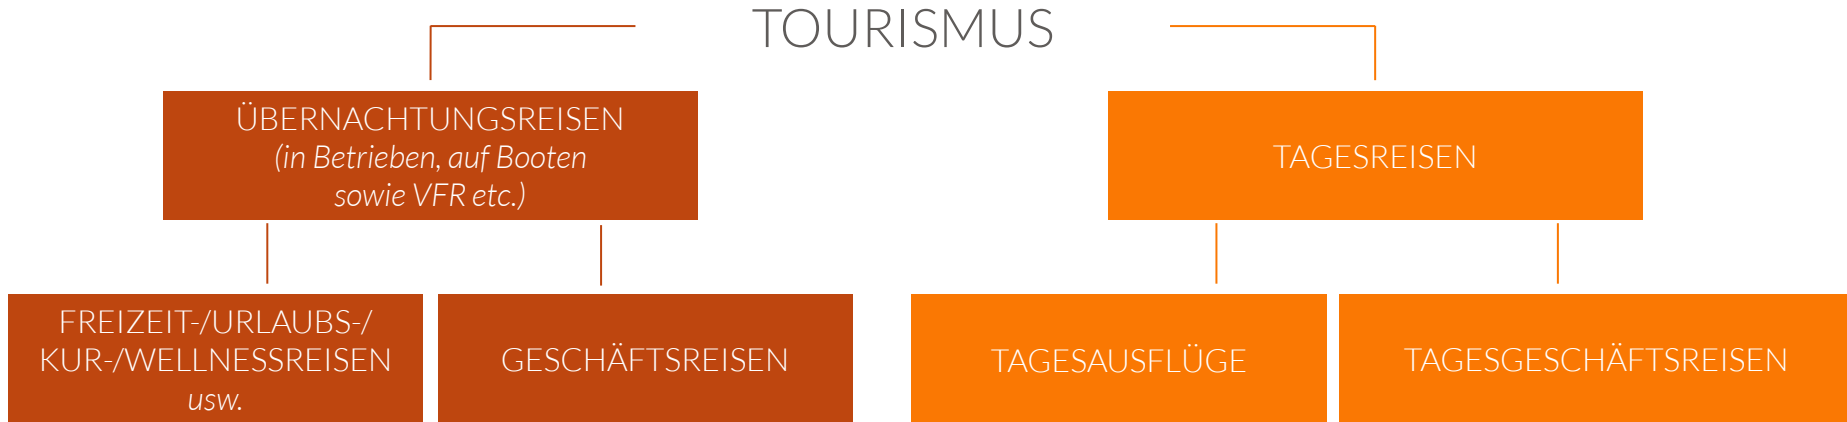 TOURISMUS
ÜBERNACHTUNGSREISEN
(in Betrieben, auf Booten
sowie VFR etc.)
TAGESREISEN
FREIZEIT-/URLAUBS-/
KUR-/WELLNESSREISEN
usw.
GESCHÄFTSREISEN
TAGESAUSFLÜGE
TAGESGESCHÄFTSREISEN